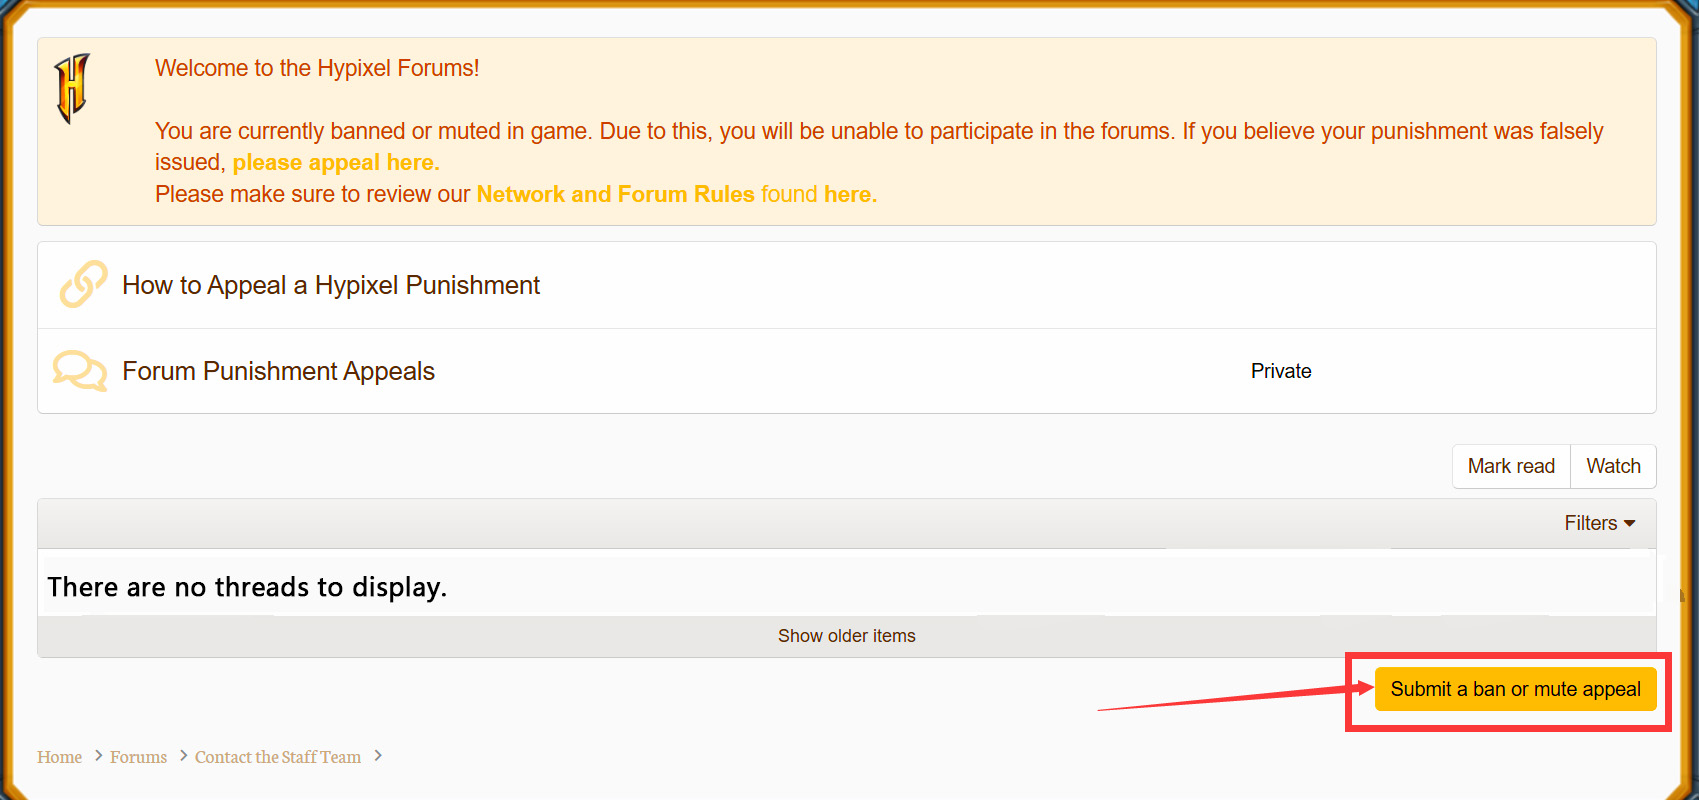 Welcome to the Hypixel Forums!
You are currently banned or muted in game. Due to this, you will be unable to participate in the forums. If you believe your punishment was falsely
issued, please appeal here.
Please make sure to review our Network and Forum Rules found here.
How to Appeal a Hypixel Punishment
Forum Punishment Appeals Private
Mark read Watch
Filters
There are no threads to display.
Show older items
Submit a ban or mute appeal
Home > Forums > Contact the Staff Team >